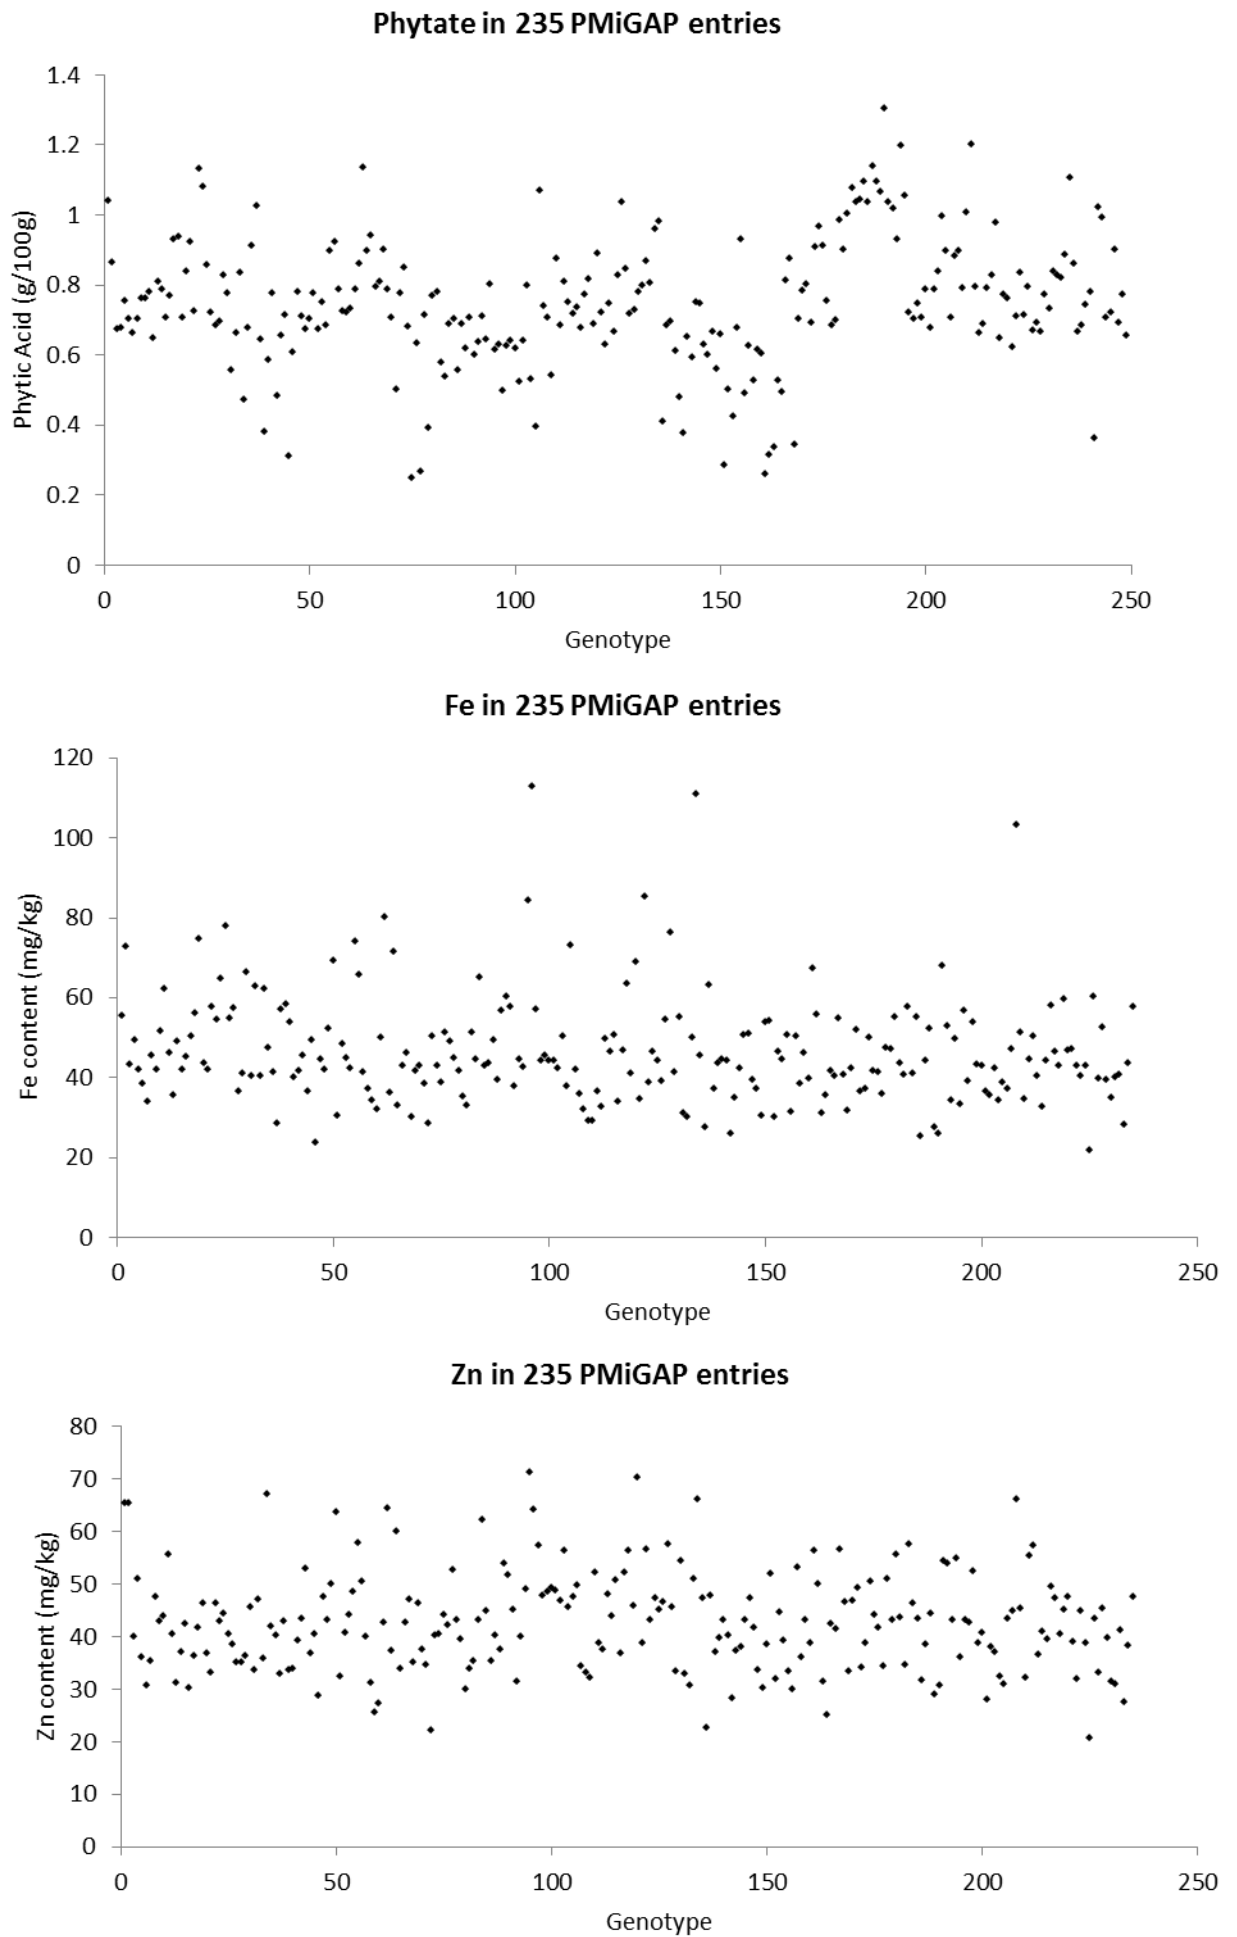 Phytate in 235 PMiGAP entries
1.4
1.2
1
0.8
0.6
0.4
0.2
0
Phytic Acid (g/100g)
0 50 100 150 200 250
Genotype
Fe in 235 PMiGAP entries
120
100
80
60
40
20
0
Fe content (mg/kg)
0 50 100 150 200 250
Genotype
Zn in 235 PMiGAP entries
80
70
60
50
40
30
20
10
0
Zn content (mg/kg)
0 50 100 150 200 250
Genotype